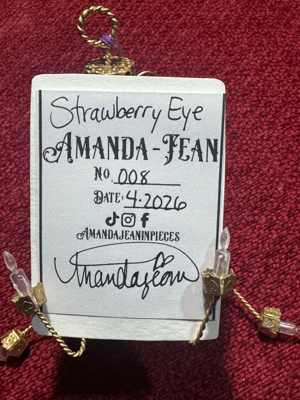 Strawberry Eye
AMANDA-JEAN
NO. 008
DATE: 4.2026
AMANDAJEANINPIECES
Amandajean